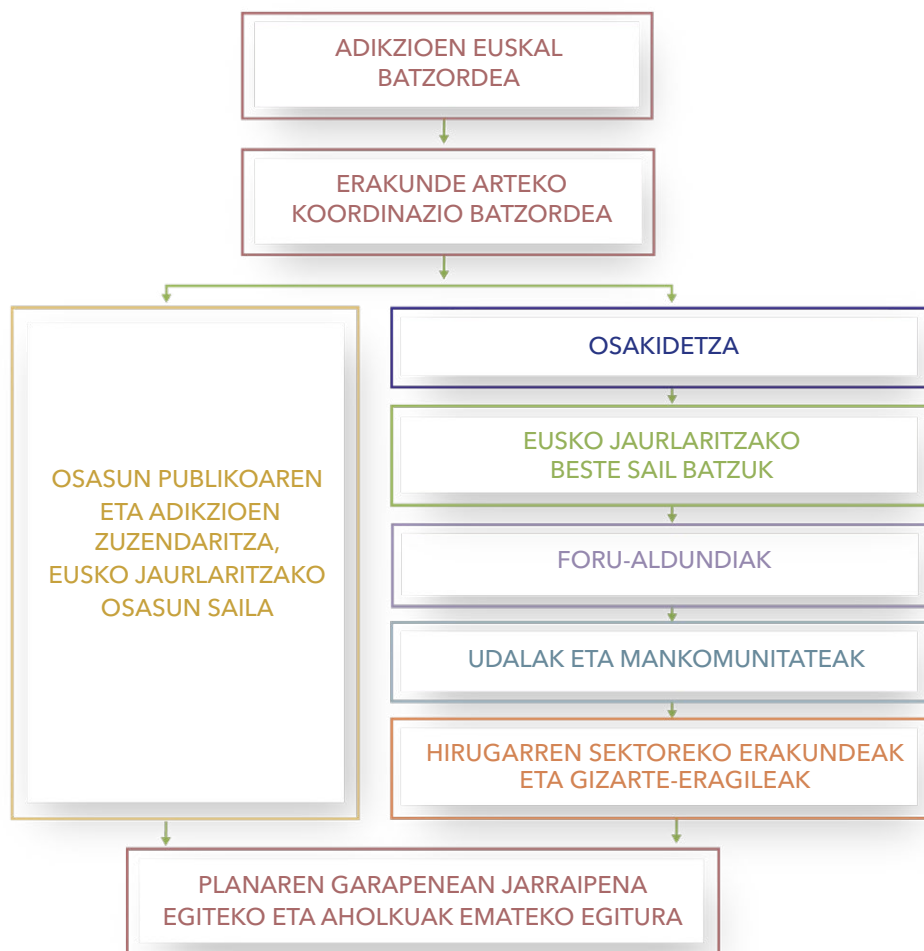 ADIKZIOEN EUSKAL
BATZORDEA
ERAKUNDE ARTEKO
KOORDINAZIO BATZORDEA
OSASUN PUBLIKOAREN
ETA ADIKZIOEN
ZUZENDARITZA,
EUSKO JAURLARITZAKO
OSASUN SAILA
OSAKIDETZA
EUSKO JAURLARITZAKO
BESTE SAIL BATZUK
FORU-ALDUNDIAK
UDALAK ETA MANKOMUNITATEAK
HIRUGARREN SEKTOREKO ERAKUNDEAK
ETA GIZARTE-ERAGILEAK
PLANAREN GARAPENEAN JARRAIPENA
EGITEKO ETA AHOLKUAK EMATEKO EGITURA